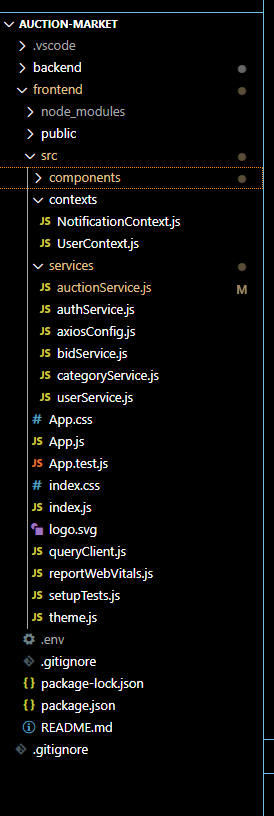 AUCTION-MARKET
.vscode
backend
frontend
node_modules
public
src
components
contexts
JS NotificationContext.js
JS UserContext.js
services
JS auctionService.js M
JS authService.js
JS axiosConfig.js
JS bidService.js
JS categoryService.js
JS userService.js
# App.css
JS App.js
JS App.test.js
# index.css
JS index.js
logo.svg
JS queryClient.js
JS reportWebVitals.js
JS setupTests.js
JS theme.js
.env
.gitignore
{} package-lock.json
{} package.json
README.md
.gitignore